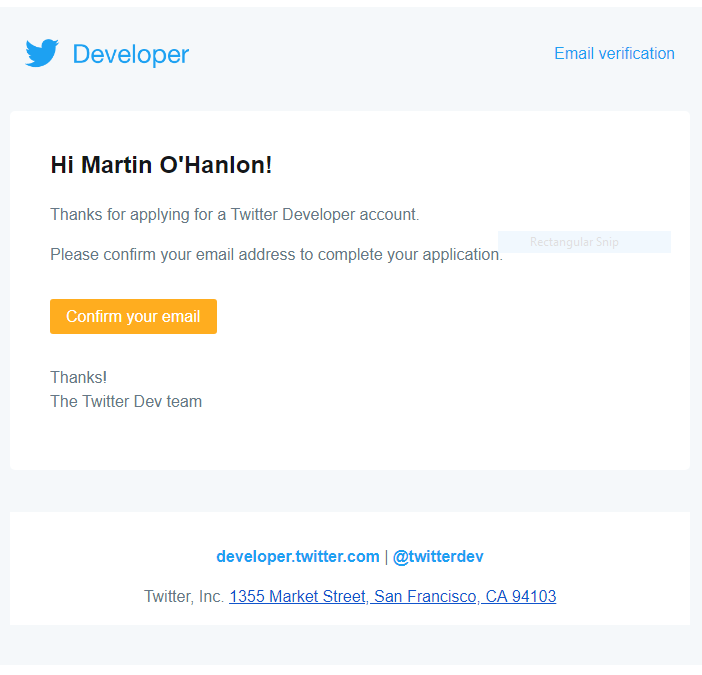 Developer
Email verification
Hi Martin O'Hanlon!
Thanks for applying for a Twitter Developer account.
Rectangular Snip
Please confirm your email address to complete your application.
Confirm your email
Thanks!
The Twitter Dev team
developer.twitter.com | @twitterdev
Twitter, Inc. 1355 Market Street, San Francisco, CA 94103